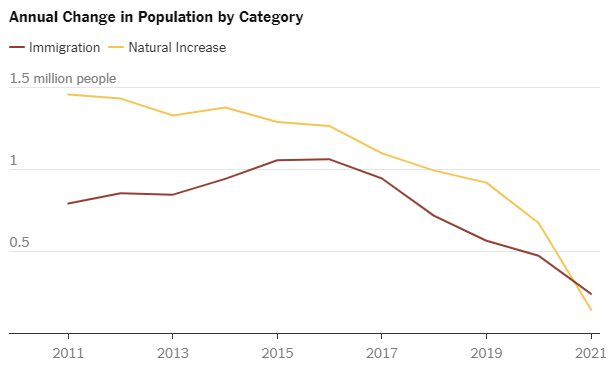 Annual Change in Population by Category
Immigration Natural Increase
1.5 million people
1
0.5
2011 2013 2015 2017 2019 2021